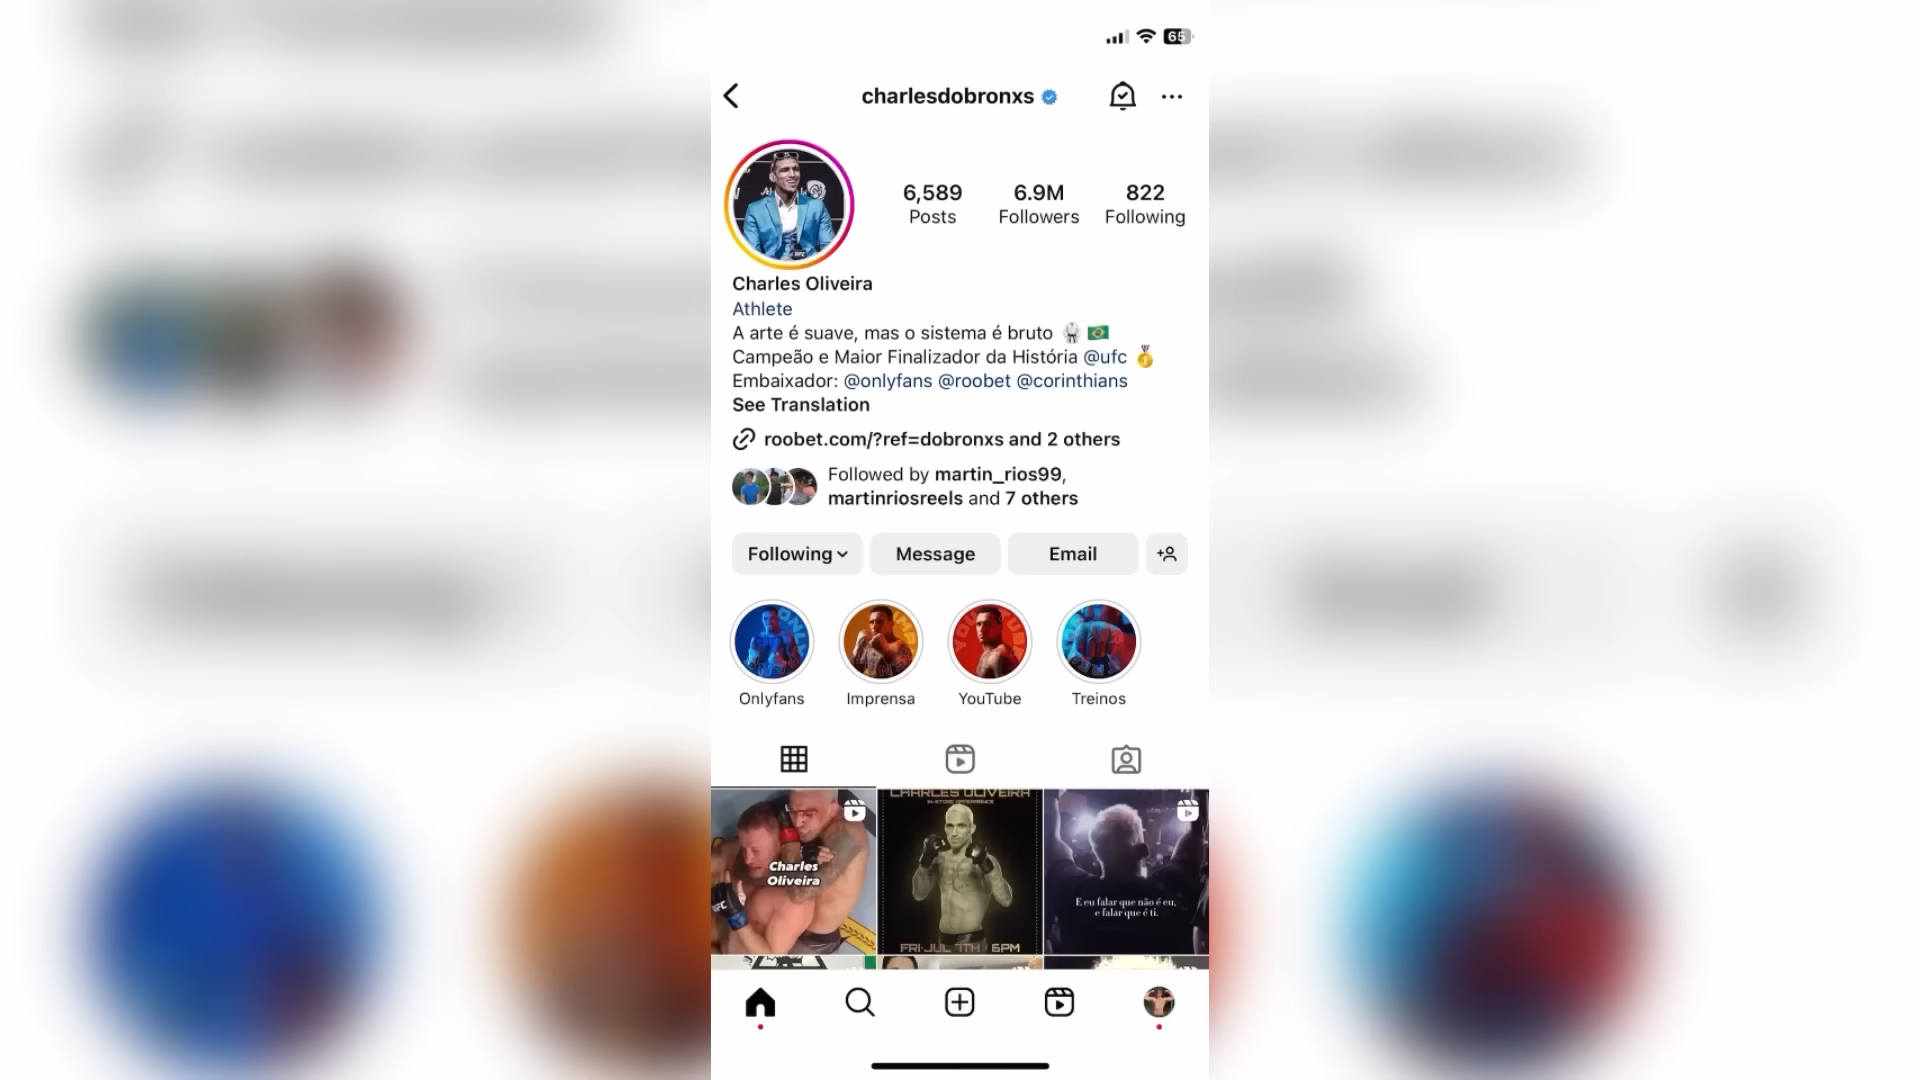 65
charlesdobronxs
6,589
Posts
6.9M
Followers
822
Following
Charles Oliveira
Athlete
A arte é suave, mas o sistema é bruto 🥋 🇧🇷
Campeão e Maior Finalizador da História @ufc 🏅
Embaixador: @onlyfans @roobet @corinthians
See Translation
roobet.com/?ref=dobronxs and 2 others
Followed by martin_rios99,
martinriosreels and 7 others
Following
Message
Email
Onlyfans
Imprensa
YouTube
Treinos
Charles
Oliveira
CHARLES OLIVEIRA
IN-STORE APPEARANCE
FRI·JUL 7TH · 6PM
E eu falar que não é eu,
e falar que é ti.